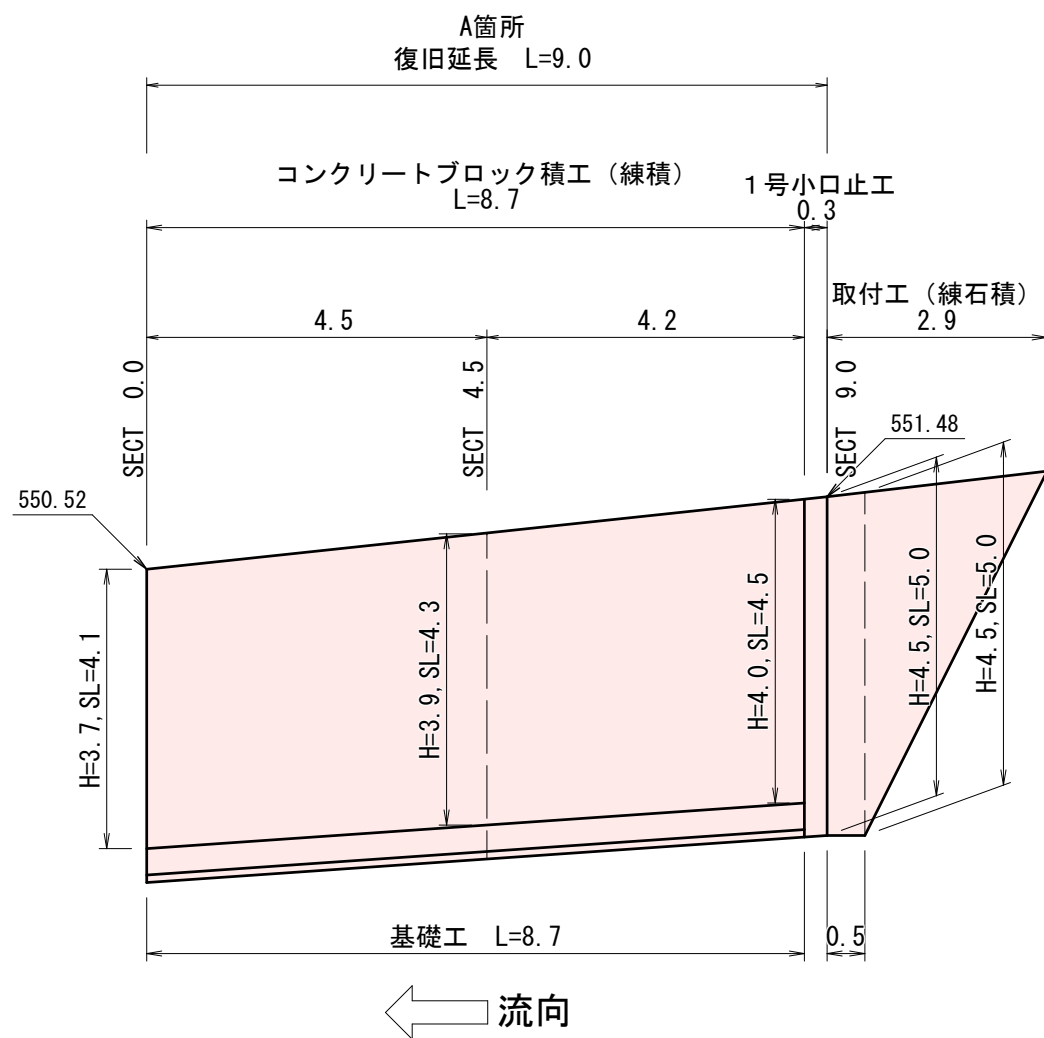 A箇所
復旧延長 L=9.0
コンクリートブロック積工（練積）
L=8.7
1号小口止工
0.3
取付工（練石積）
4.5
4.2
2.9
SECT 0.0
SECT 4.5
SECT 9.0
551.48
550.52
H=3.7,SL=4.1
H=3.9,SL=4.3
H=4.0,SL=4.5
H=4.5,SL=5.0
H=4.5,SL=5.0
基礎工 L=8.7
0.5
流向